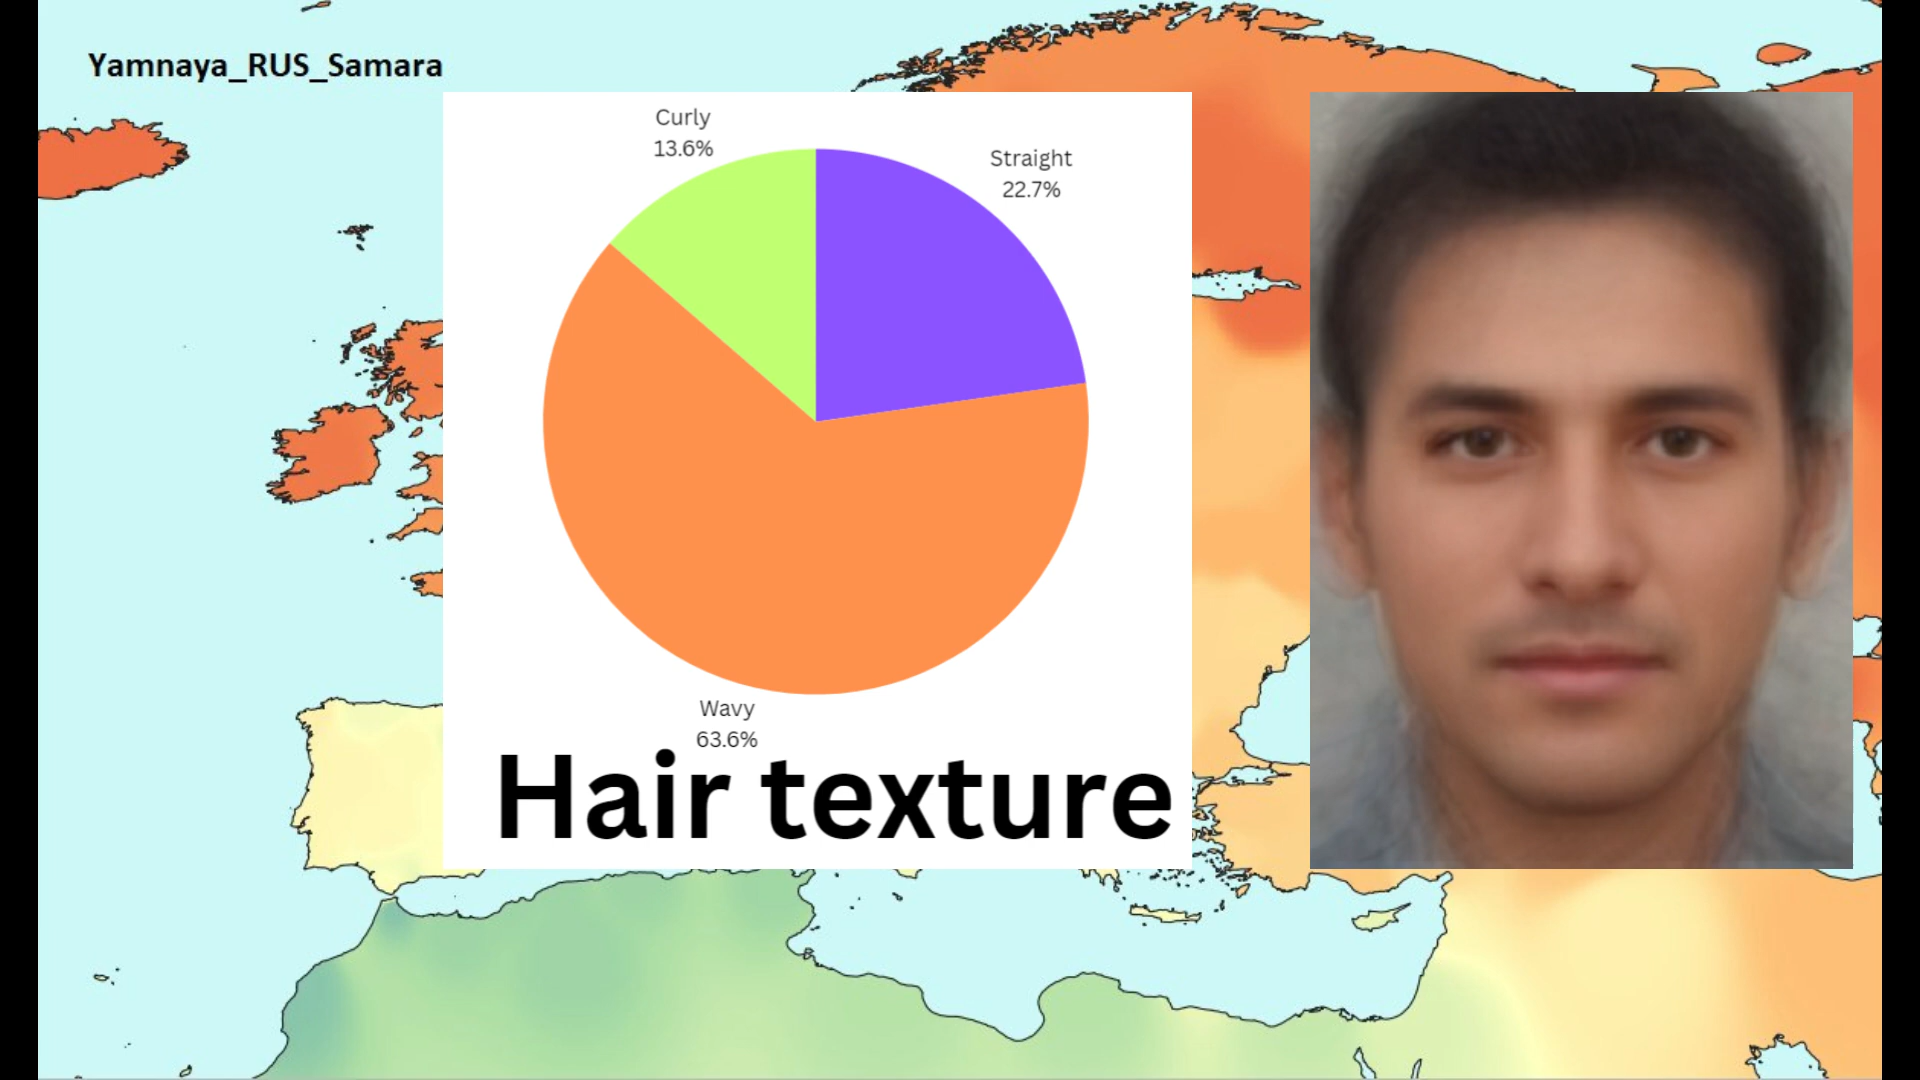 Yamnaya_RUS_Samara
Curly
13.6%
Straight
22.7%
Wavy
63.6%
Hair texture